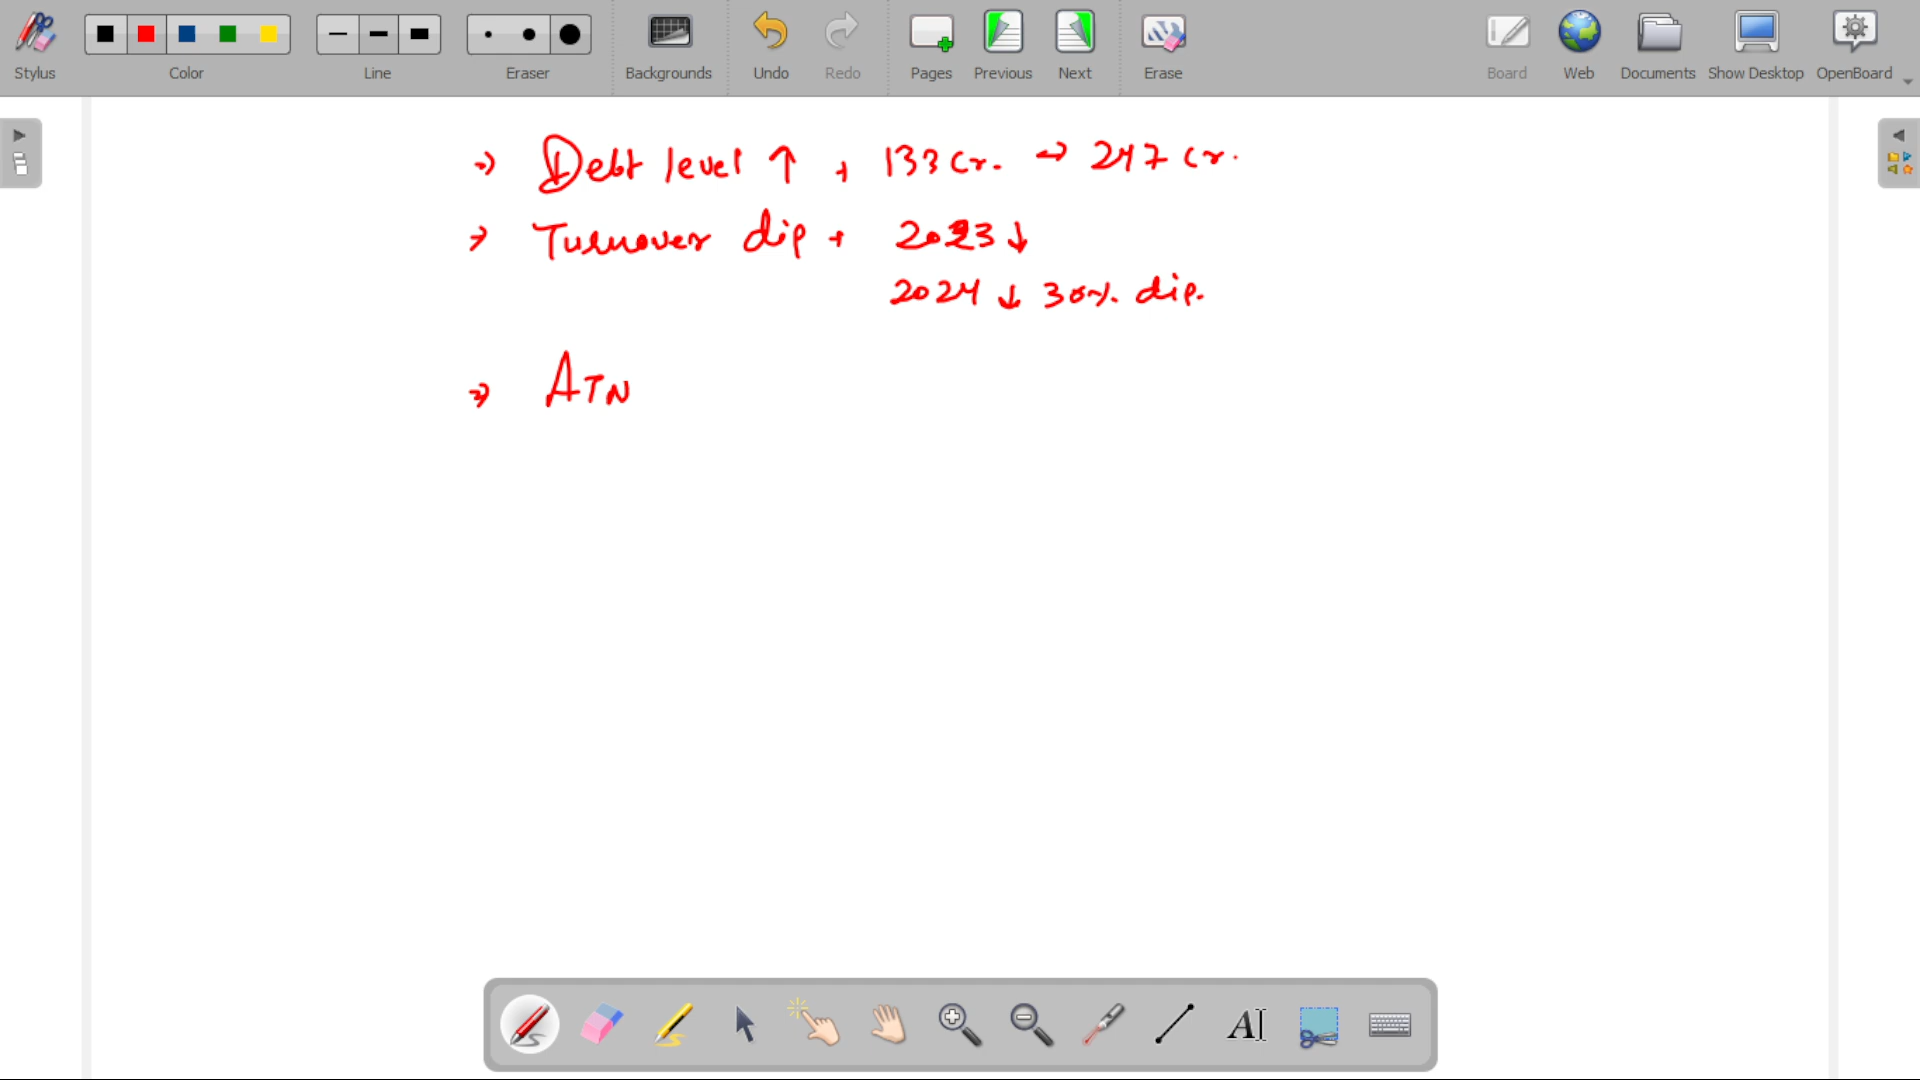 Stylus Color Line Eraser Backgrounds Undo Redo Pages Previous Next Erase Board Web Documents Show Desktop OpenBoard
→ Debt level ↑ + 133 cr. → 247 cr.
→ Turnover dip + 2023 ↓
2024 ↓ 30%. dip.
→ ATN